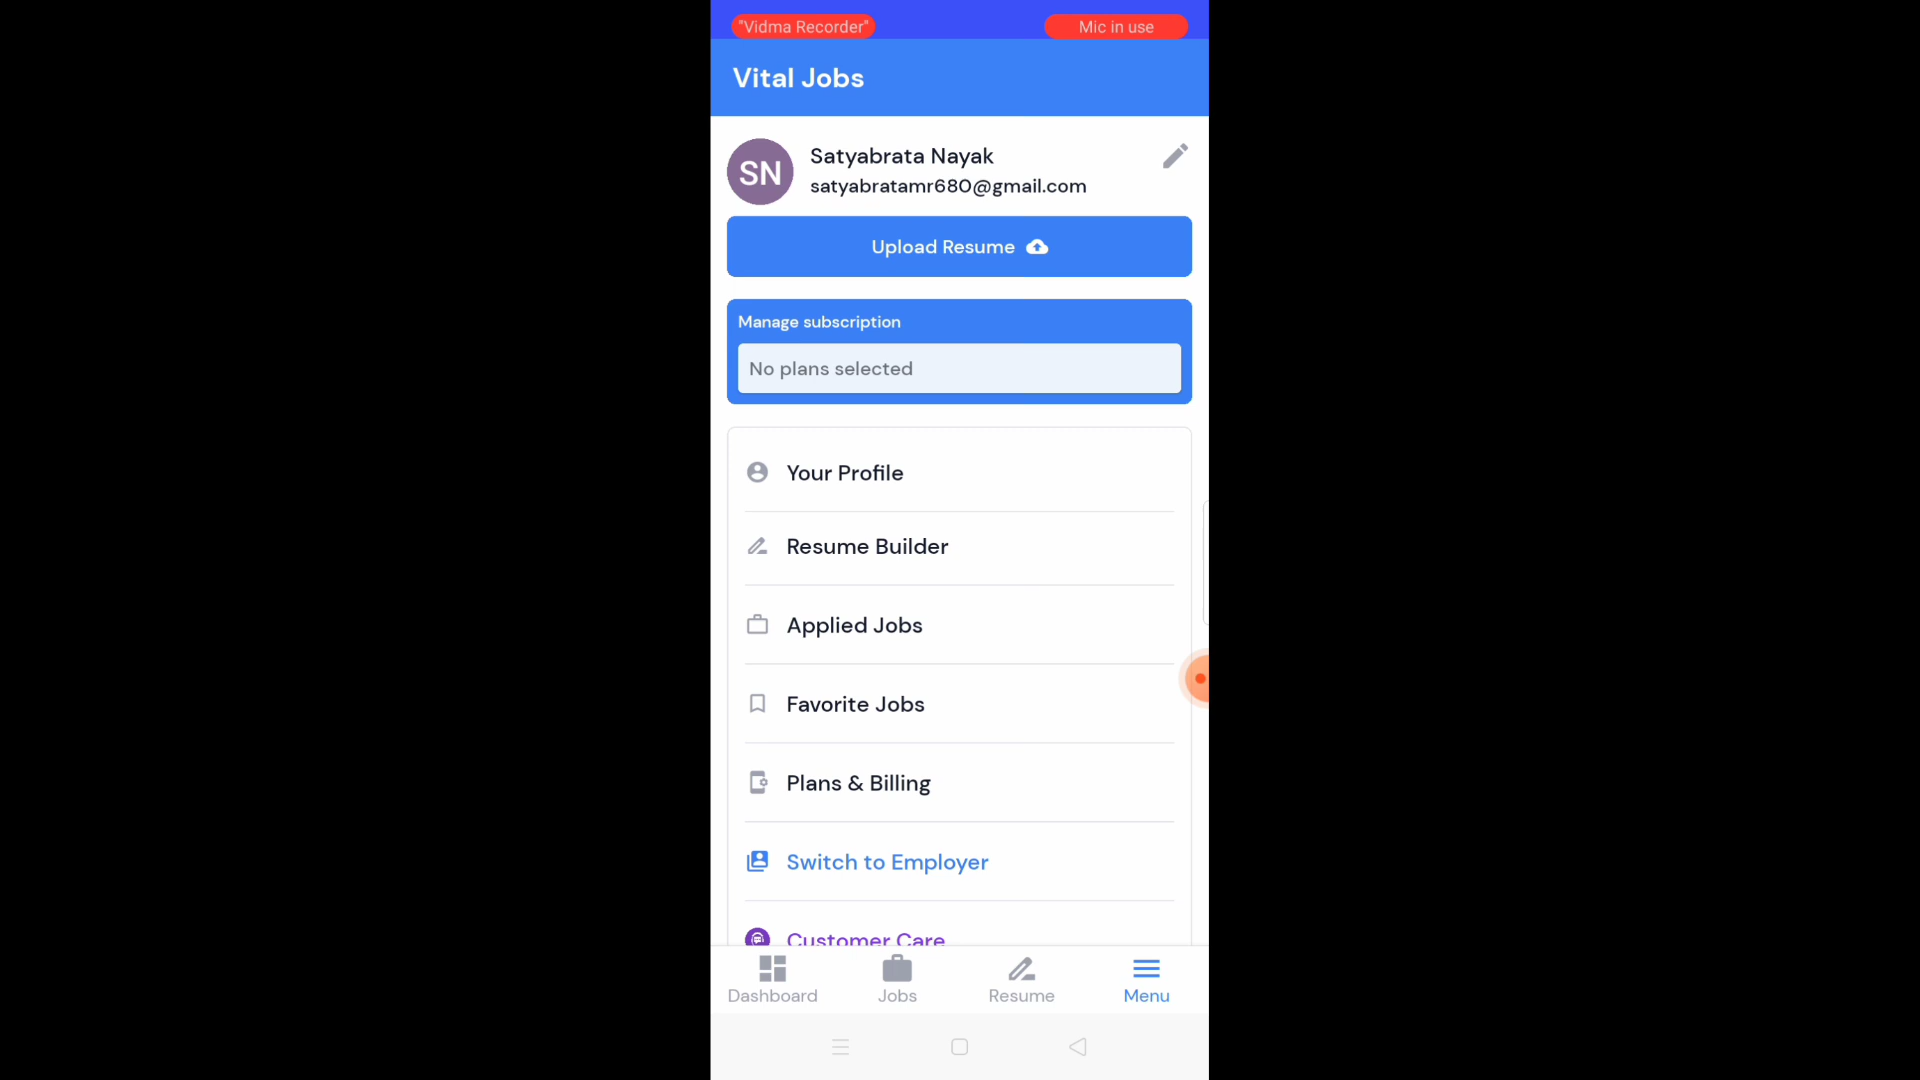 "Vidma Recorder"
Mic in use
Vital Jobs
SN
Satyabrata Nayak
satyabratamr680@gmail.com
Upload Resume
Manage subscription
No plans selected
Your Profile
Resume Builder
Applied Jobs
Favorite Jobs
Plans & Billing
Switch to Employer
Customer Care
Dashboard
Jobs
Resume
Menu